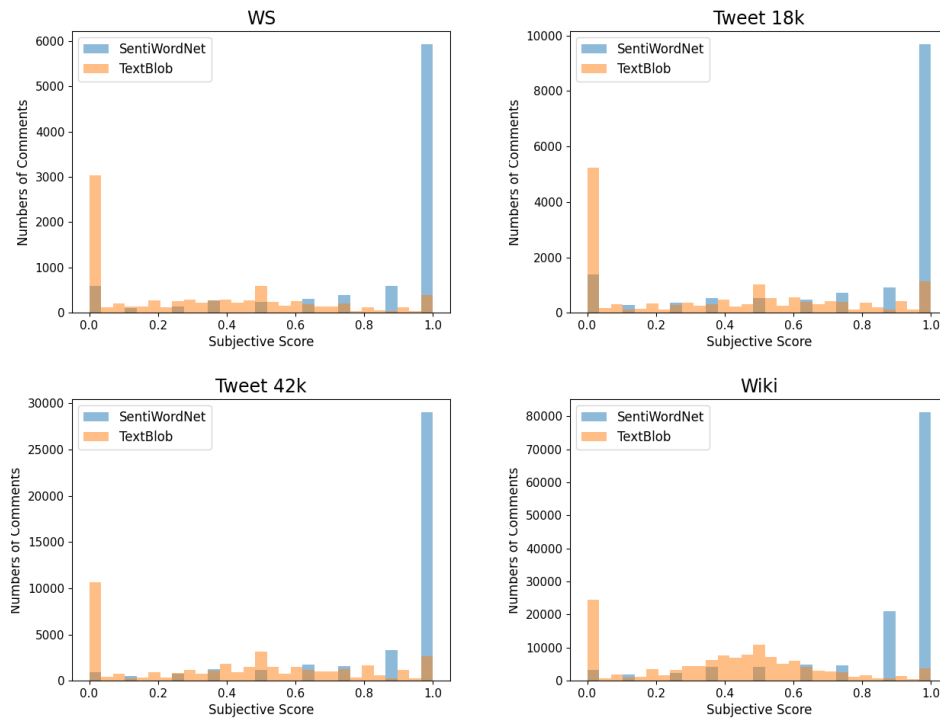 WS
Numbers of Comments
6000
5000
4000
3000
2000
1000
0
SentiWordNet
TextBlob
0.0 0.2 0.4 0.6 0.8 1.0
Subjective Score
Tweet 18k
Numbers of Comments
10000
8000
6000
4000
2000
0
SentiWordNet
TextBlob
0.0 0.2 0.4 0.6 0.8 1.0
Subjective Score
Tweet 42k
Numbers of Comments
30000
25000
20000
15000
10000
5000
0
SentiWordNet
TextBlob
0.0 0.2 0.4 0.6 0.8 1.0
Subjective Score
Wiki
Numbers of Comments
80000
70000
60000
50000
40000
30000
20000
10000
0
SentiWordNet
TextBlob
0.0 0.2 0.4 0.6 0.8 1.0
Subjective Score